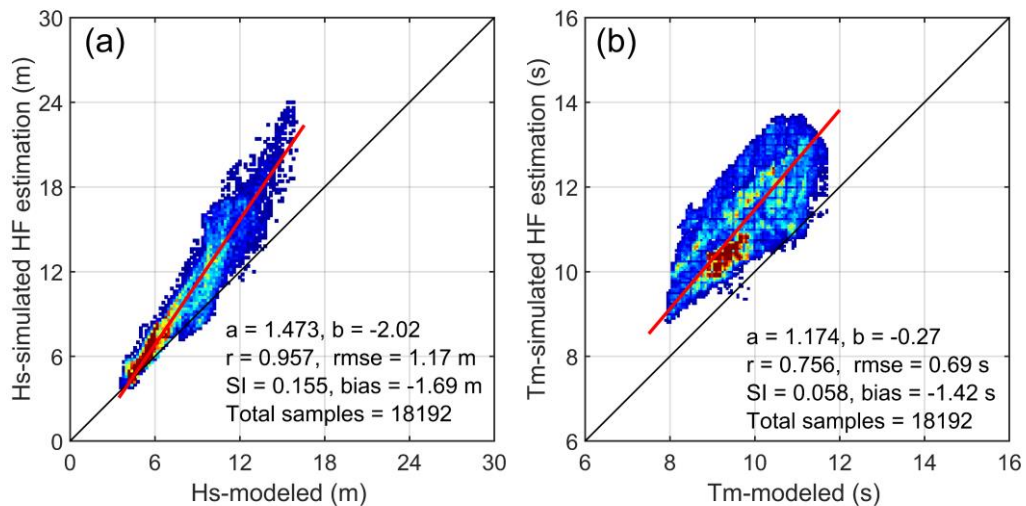 (a)
Hs-simulated HF estimation (m)
30
24
18
12
6
0
a = 1.473, b = -2.02
r = 0.957, rmse = 1.17 m
SI = 0.155, bias = -1.69 m
Total samples = 18192
0 6 12 18 24 30
Hs-modeled (m)
(b)
Tm-simulated HF estimation (s)
16
14
12
10
8
6
a = 1.174, b = -0.27
r = 0.756, rmse = 0.69 s
SI = 0.058, bias = -1.42 s
Total samples = 18192
6 8 10 12 14 16
Tm-modeled (s)